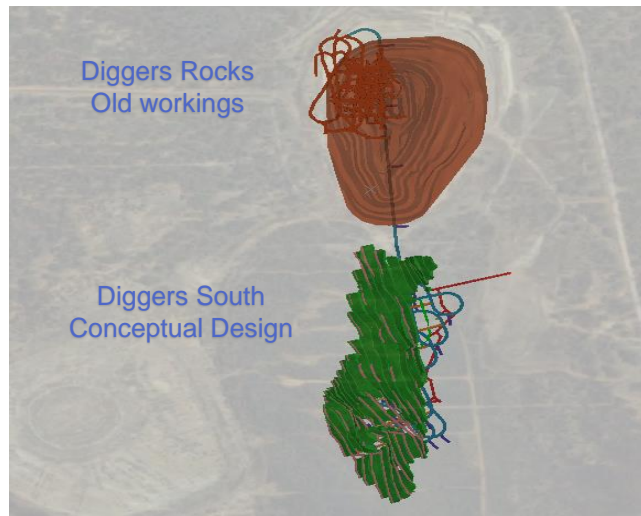 Diggers Rocks
Old workings
Diggers South
Conceptual Design